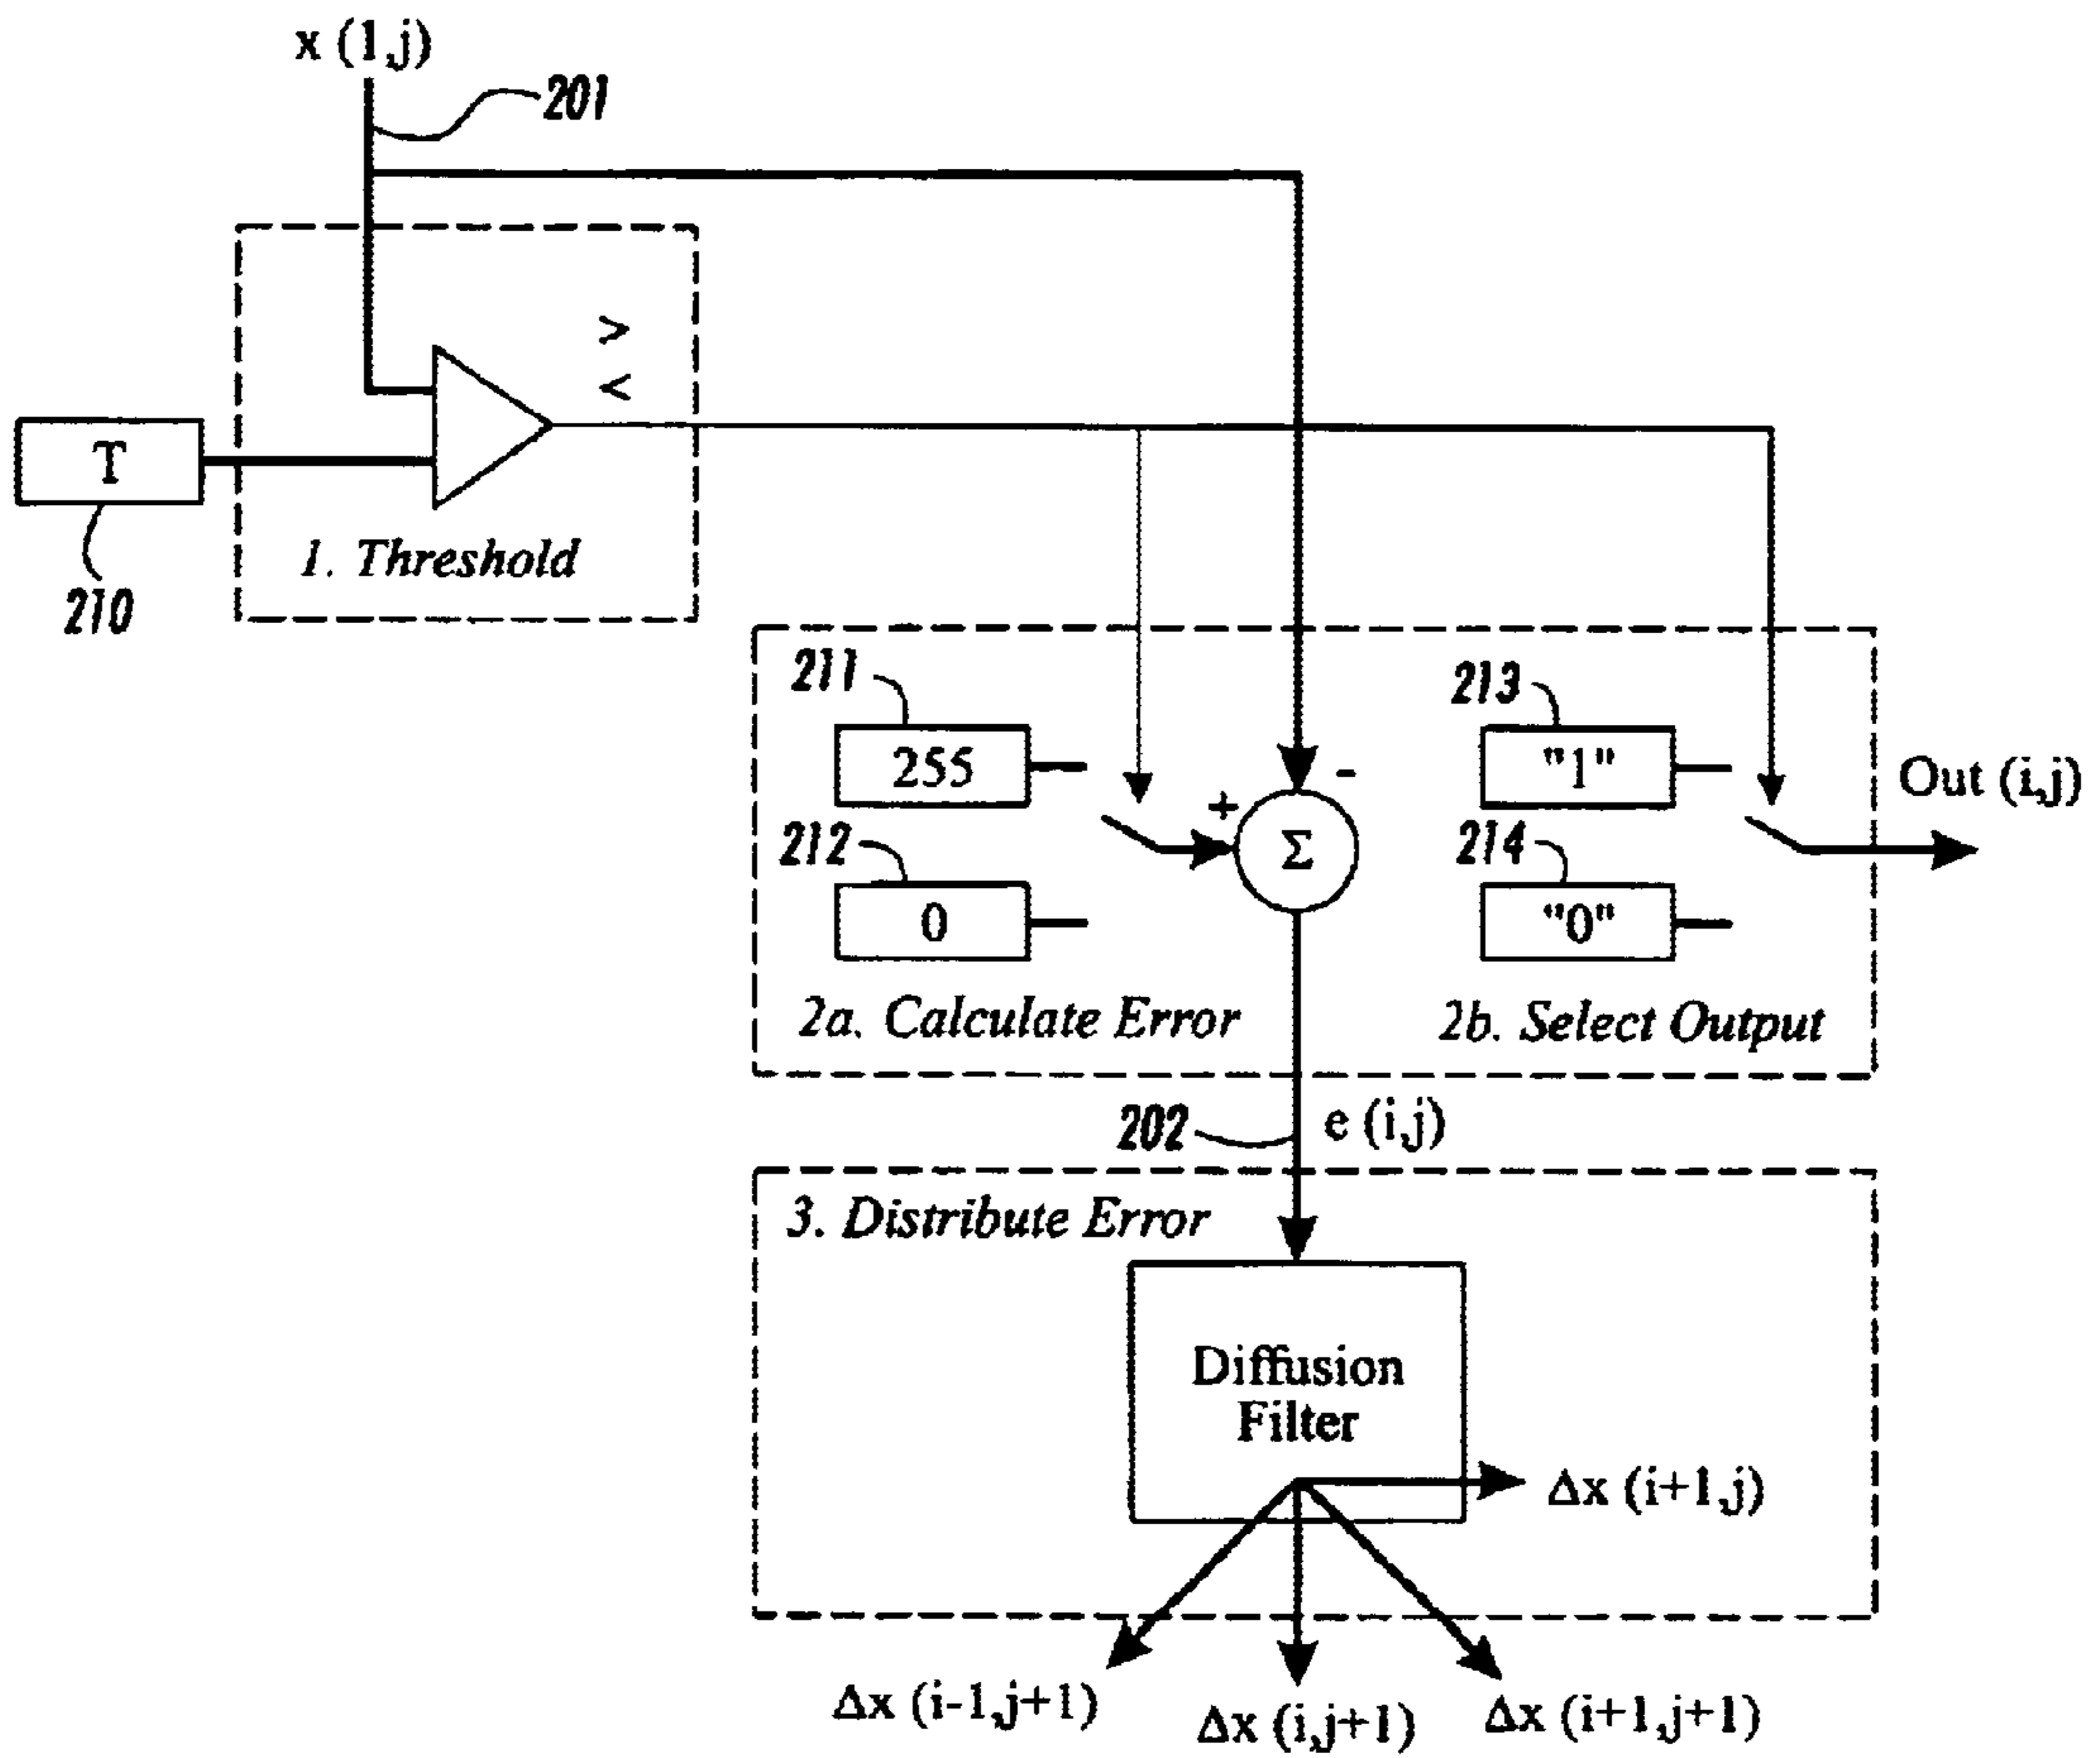 x (1,j)
201
>
<
T
1. Threshold
210
211
213
255
"1"
-
Out (i,j)
+
212
Σ
214
0
"0"
2a. Calculate Error
2b. Select Output
202
e (i,j)
3. Distribute Error
Diffusion
Filter
Δx (i+1,j)
Δx (i-1,j+1)
Δx (i,j+1)
Δx (i+1,j+1)